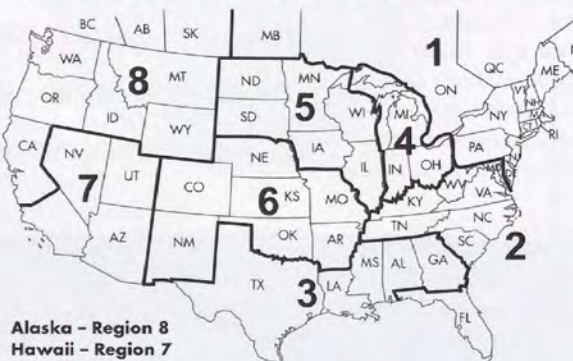 BC AB SK MB 1
WA 8 MT ND MN ON QC ME
OR ID 5 WI MI VT NH
WY SD 4 NY MA
CT RI
CA NV NE IA IL IN OH PA
7 UT CO 6 KS MO KY WV VA
AZ NM OK AR TN NC
SC 2
TX 3 LA MS AL GA
FL
Alaska – Region 8
Hawaii – Region 7